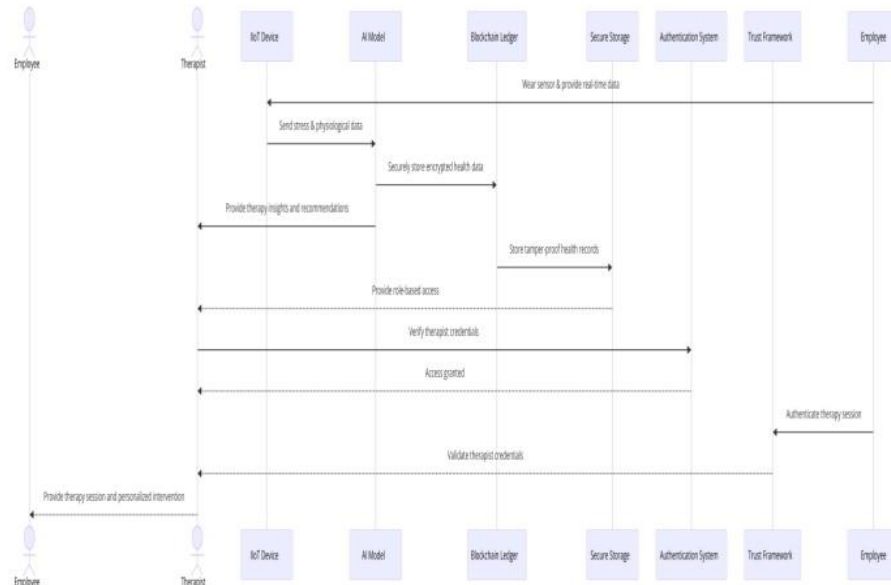 Employee
Therapist
IIoT Device
AI Model
Blockchain Ledger
Secure Storage
Authentication System
Trust Framework
Employee
Wear sensor & provide real-time data
Send stress & physiological data
Securely store encrypted health data
Provide therapy insights and recommendations
Store tamper-proof health records
Provide role-based access
Verify therapist credentials
Access granted
Authenticate therapy session
Validate therapist credentials
Provide therapy session and personalized intervention
Employee
Therapist
IIoT Device
AI Model
Blockchain Ledger
Secure Storage
Authentication System
Trust Framework
Employee